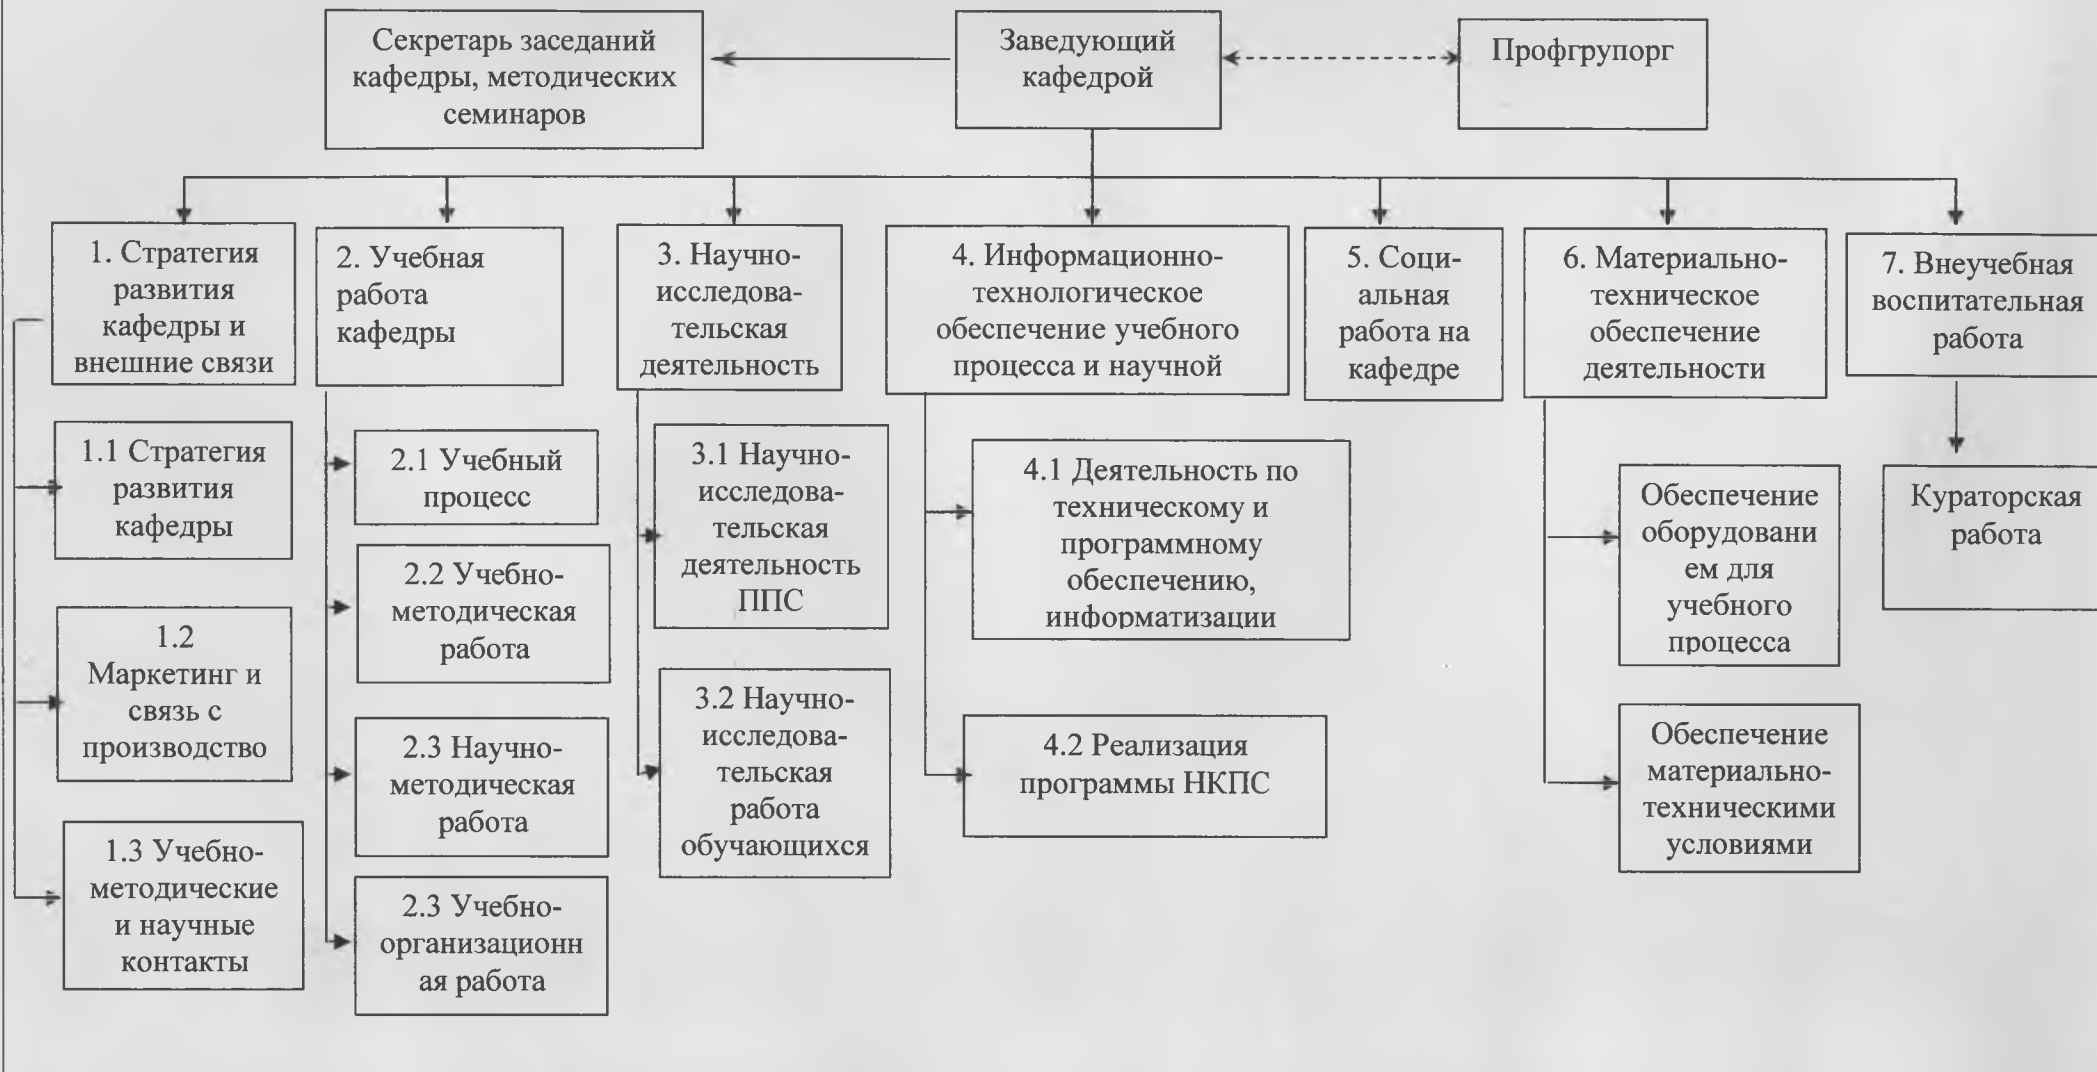 Секретарь заседаний
кафедры, методических
семинаров
Заведующий
кафедрой
Профгрупорг
1. Стратегия
развития
кафедры и
внешние связи
2. Учебная
работа
кафедры
3. Научно-
исследова-
тельская
деятельность
4. Информационно-
технологическое
обеспечение учебного
процесса и научной
5. Соци-
альная
работа на
кафедре
6. Материально-
техническое
обеспечение
деятельности
7. Внеучебная
воспитательная
работа
1.1 Стратегия
развития
кафедры
1.2
Маркетинг и
связь с
производство
1.3 Учебно-
методические
и научные
контакты
2.1 Учебный
процесс
2.2 Учебно-
методическая
работа
2.3 Научно-
методическая
работа
2.3 Учебно-
организационн
ая работа
3.1 Научно-
исследова-
тельская
деятельность
ППС
3.2 Научно-
исследова-
тельская
работа
обучающихся
4.1 Деятельность по
техническому и
программному
обеспечению,
информатизации
4.2 Реализация
программы НКПС
Обеспечение
оборудовани
ем для
учебного
процесса
Обеспечение
материально-
техническими
условиями
Кураторская
работа